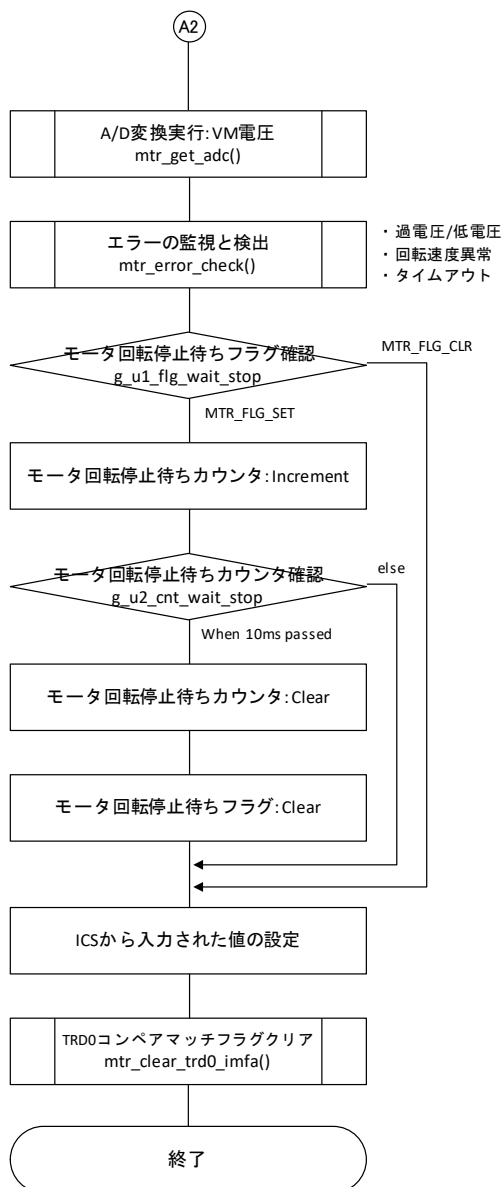 A2
A/D変換実行:VM電圧
mtr_get_adc()
エラーの監視と検出
mtr_error_check()
・過電圧/低電圧
・回転速度異常
・タイムアウト
モータ回転停止待ちフラグ確認
g_u1_flg_wait_stop
MTR_FLG_CLR
MTR_FLG_SET
モータ回転停止待ちカウンタ:Increment
モータ回転停止待ちカウンタ確認
g_u2_cnt_wait_stop
else
When 10ms passed
モータ回転停止待ちカウンタ:Clear
モータ回転停止待ちフラグ:Clear
ICSから入力された値の設定
TRD0コンペアマッチフラグクリア
mtr_clear_trd0_imfa()
終了